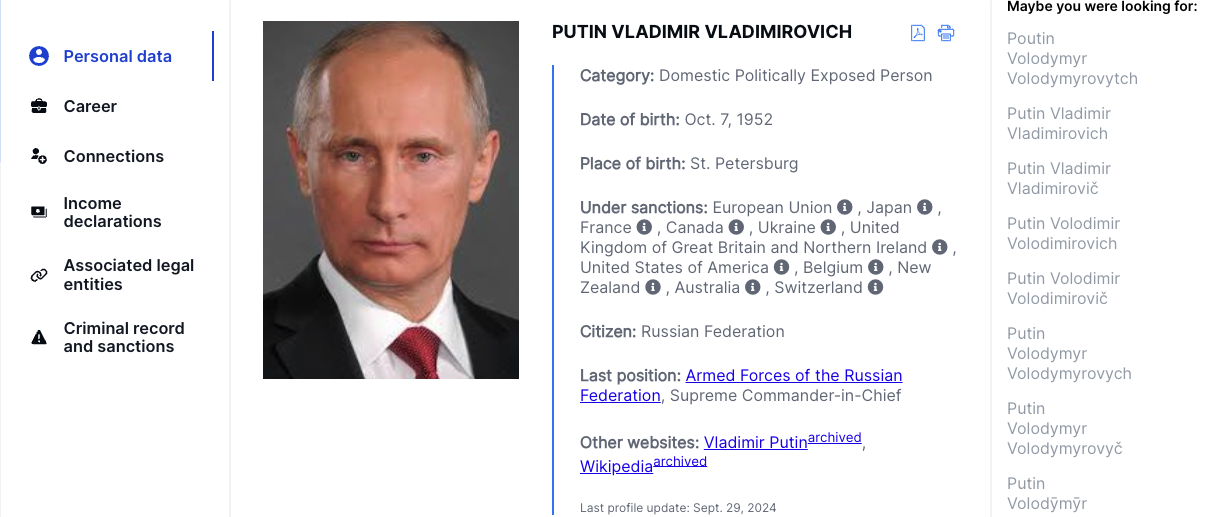 Personal data
Career
Connections
Income
declarations
Associated legal
entities
Criminal record
and sanctions
PUTIN VLADIMIR VLADIMIROVICH
Category: Domestic Politically Exposed Person
Date of birth: Oct. 7, 1952
Place of birth: St. Petersburg
Under sanctions: European Union , Japan ,
France , Canada , Ukraine , United
Kingdom of Great Britain and Northern Ireland ,
United States of America , Belgium , New
Zealand , Australia , Switzerland
Citizen: Russian Federation
Last position: Armed Forces of the Russian
Federation, Supreme Commander-in-Chief
Other websites: Vladimir Putin archived,
Wikipedia archived
Last profile update: Sept. 29, 2024
Maybe you were looking for:
Poutin
Volodymyr
Volodymyrovytch
Putin Vladimir
Vladimirovich
Putin Vladimir
Vladimirovič
Putin Volodimir
Volodimirovich
Putin Volodimir
Volodimirovič
Putin
Volodymyr
Volodymyrovych
Putin
Volodymyr
Volodymyrovyč
Putin
Volodȳmȳr